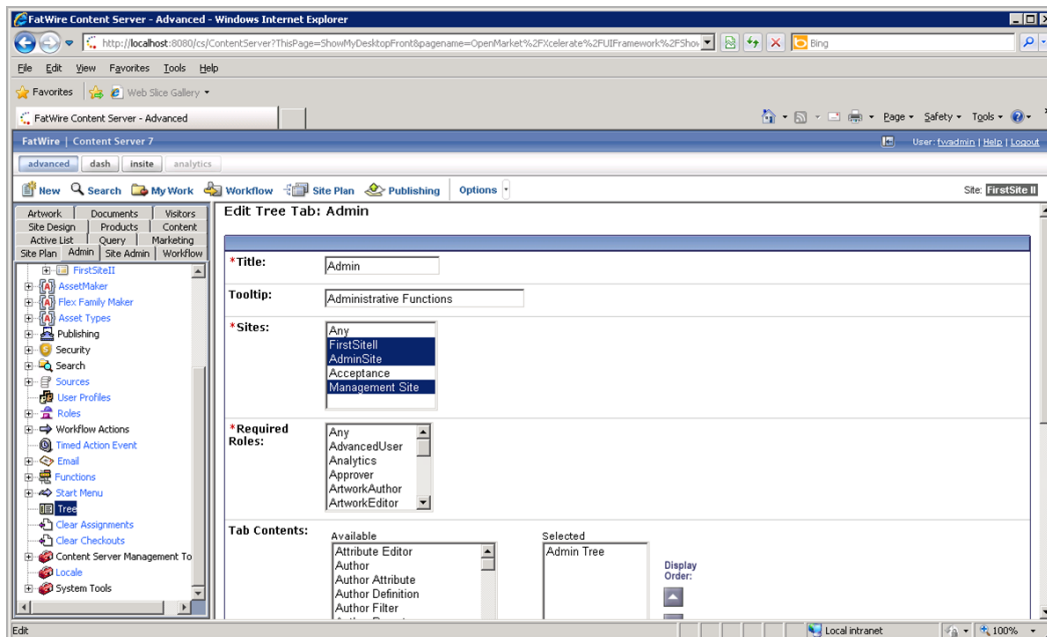 FatWire Content Server - Advanced - Windows Internet Explorer
http://localhost:8080/cs/ContentServer?ThisPage=ShowMyDesktopFront&pagename=OpenMarket%2FXcelerate%2FUIFramework%2FShow
Bing
File Edit View Favorites Tools Help
Favorites Web Slice Gallery
FatWire Content Server - Advanced
Page Safety Tools
FatWire | Content Server 7
User: fwadmin | Help | Logout
advanced dash insite analytics
New Search My Work Workflow Site Plan Publishing Options
Site: FirstSite II
Artwork Documents Visitors
Site Design Products Content
Active List Query Marketing
Site Plan Admin Site Admin Workflow
FirstSiteII
AssetMaker
Flex Family Maker
Asset Types
Publishing
Security
Search
Sources
User Profiles
Roles
Workflow Actions
Timed Action Event
Email
Functions
Start Menu
Tree
Clear Assignments
Clear Checkouts
Content Server Management To
Locale
System Tools
Edit Tree Tab: Admin
*Title:
Admin
Tooltip:
Administrative Functions
*Sites:
Any
FirstSiteII
AdminSite
Acceptance
Management Site
*Required
Roles:
Any
AdvancedUser
Analytics
Approver
ArtworkAuthor
ArtworkEditor
Tab Contents:
Available
Attribute Editor
Author
Author Attribute
Author Definition
Author Filter
Selected
Admin Tree
Display
Order:
Edit
Local intranet
100%